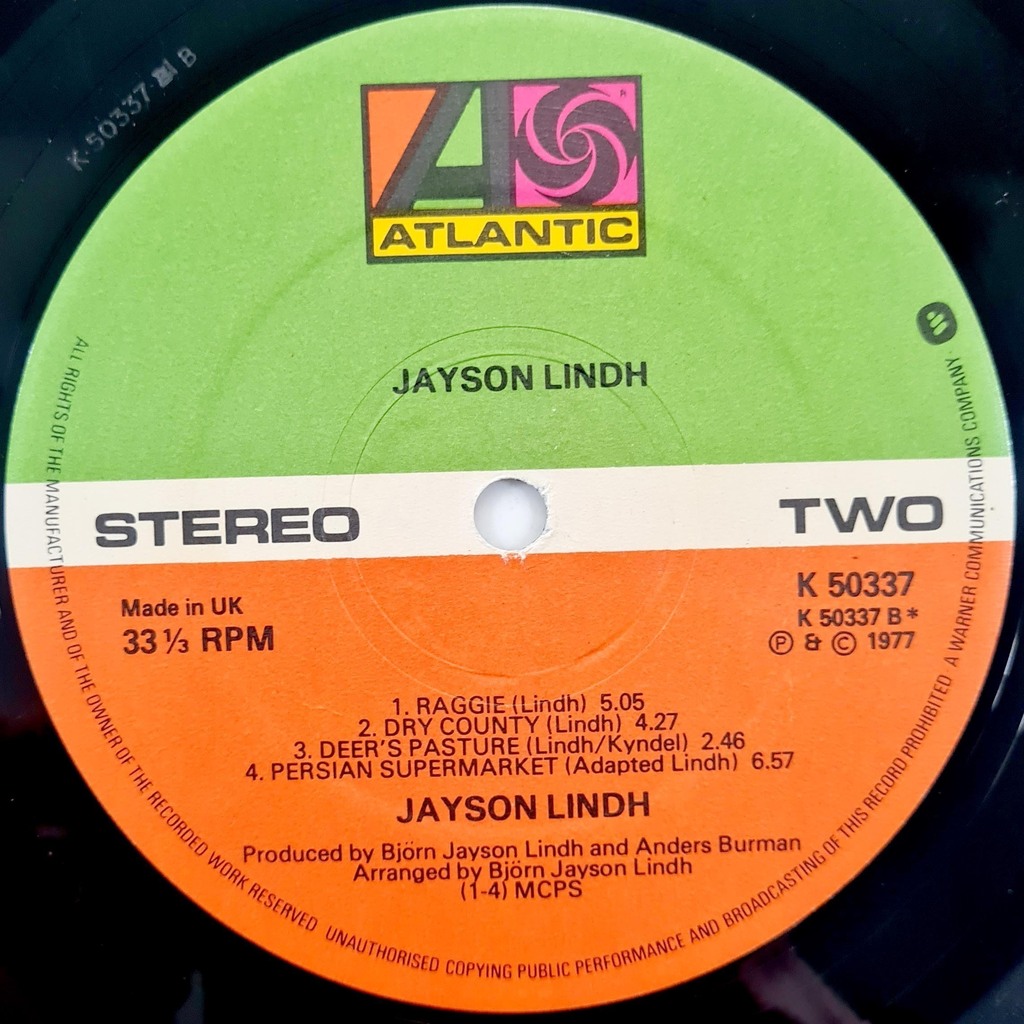 K 50337 B
ATLANTIC
JAYSON LINDH
STEREO
TWO
Made in UK
33 ⅓ RPM
K 50337
K 50337 B*
Ⓟ & © 1977
1. RAGGIE (Lindh) 5.05
2. DRY COUNTY (Lindh) 4.27
3. DEER'S PASTURE (Lindh/Kyndel) 2.46
4. PERSIAN SUPERMARKET (Adapted Lindh) 6.57
JAYSON LINDH
Produced by Björn Jayson Lindh and Anders Burman
Arranged by Björn Jayson Lindh
(1-4) MCPS
ALL RIGHTS OF THE MANUFACTURER AND OF THE OWNER OF THE RECORDED WORK RESERVED UNAUTHORISED COPYING PUBLIC PERFORMANCE AND BROADCASTING OF THIS RECORD PROHIBITED A WARNER COMMUNICATIONS COMPANY